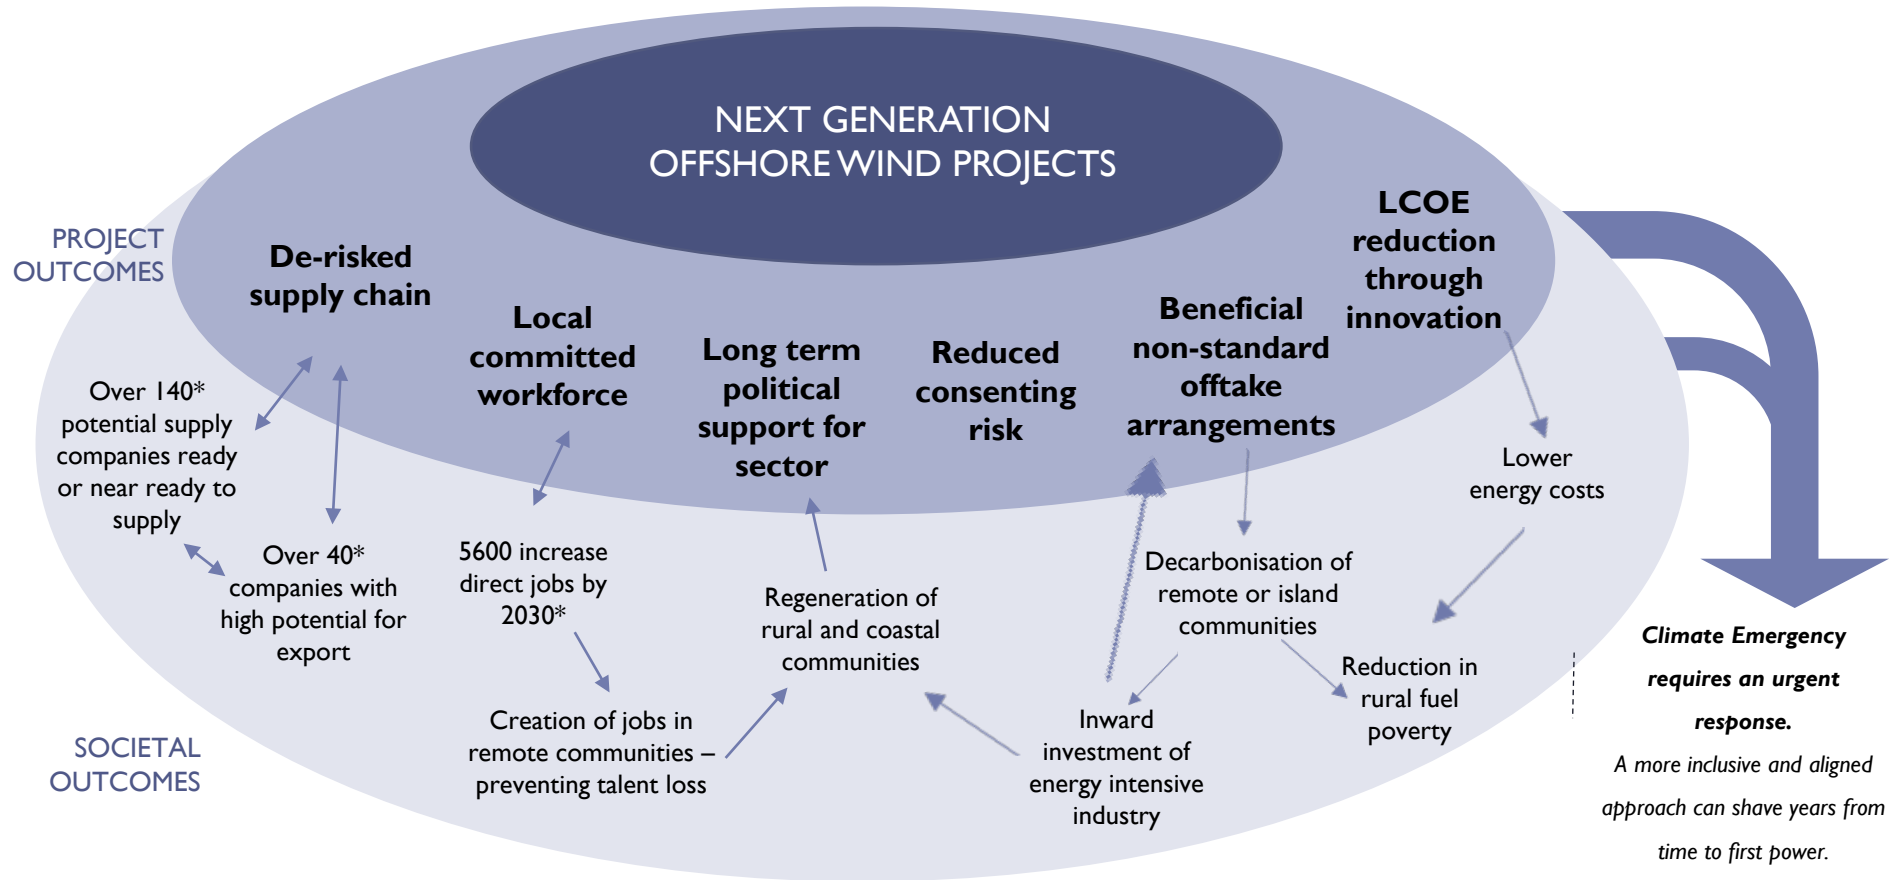 NEXT GENERATION
OFFSHORE WIND PROJECTS
PROJECT
OUTCOMES
De-risked
supply chain
Local
committed
workforce
Long term
political
support for
sector
Reduced
consenting
risk
Beneficial
non-standard
offtake
arrangements
LCOE
reduction
through
innovation
Over 140*
potential supply
companies ready
or near ready to
supply
Over 40*
companies with
high potential for
export
5600 increase
direct jobs by
2030*
Creation of jobs in
remote communities –
preventing talent loss
Regeneration of
rural and coastal
communities
Inward
investment of
energy intensive
industry
Decarbonisation of
remote or island
communities
Lower
energy costs
Reduction in
rural fuel
poverty
SOCIETAL
OUTCOMES
Climate Emergency
requires an urgent
response.
A more inclusive and aligned
approach can shave years from
time to first power.